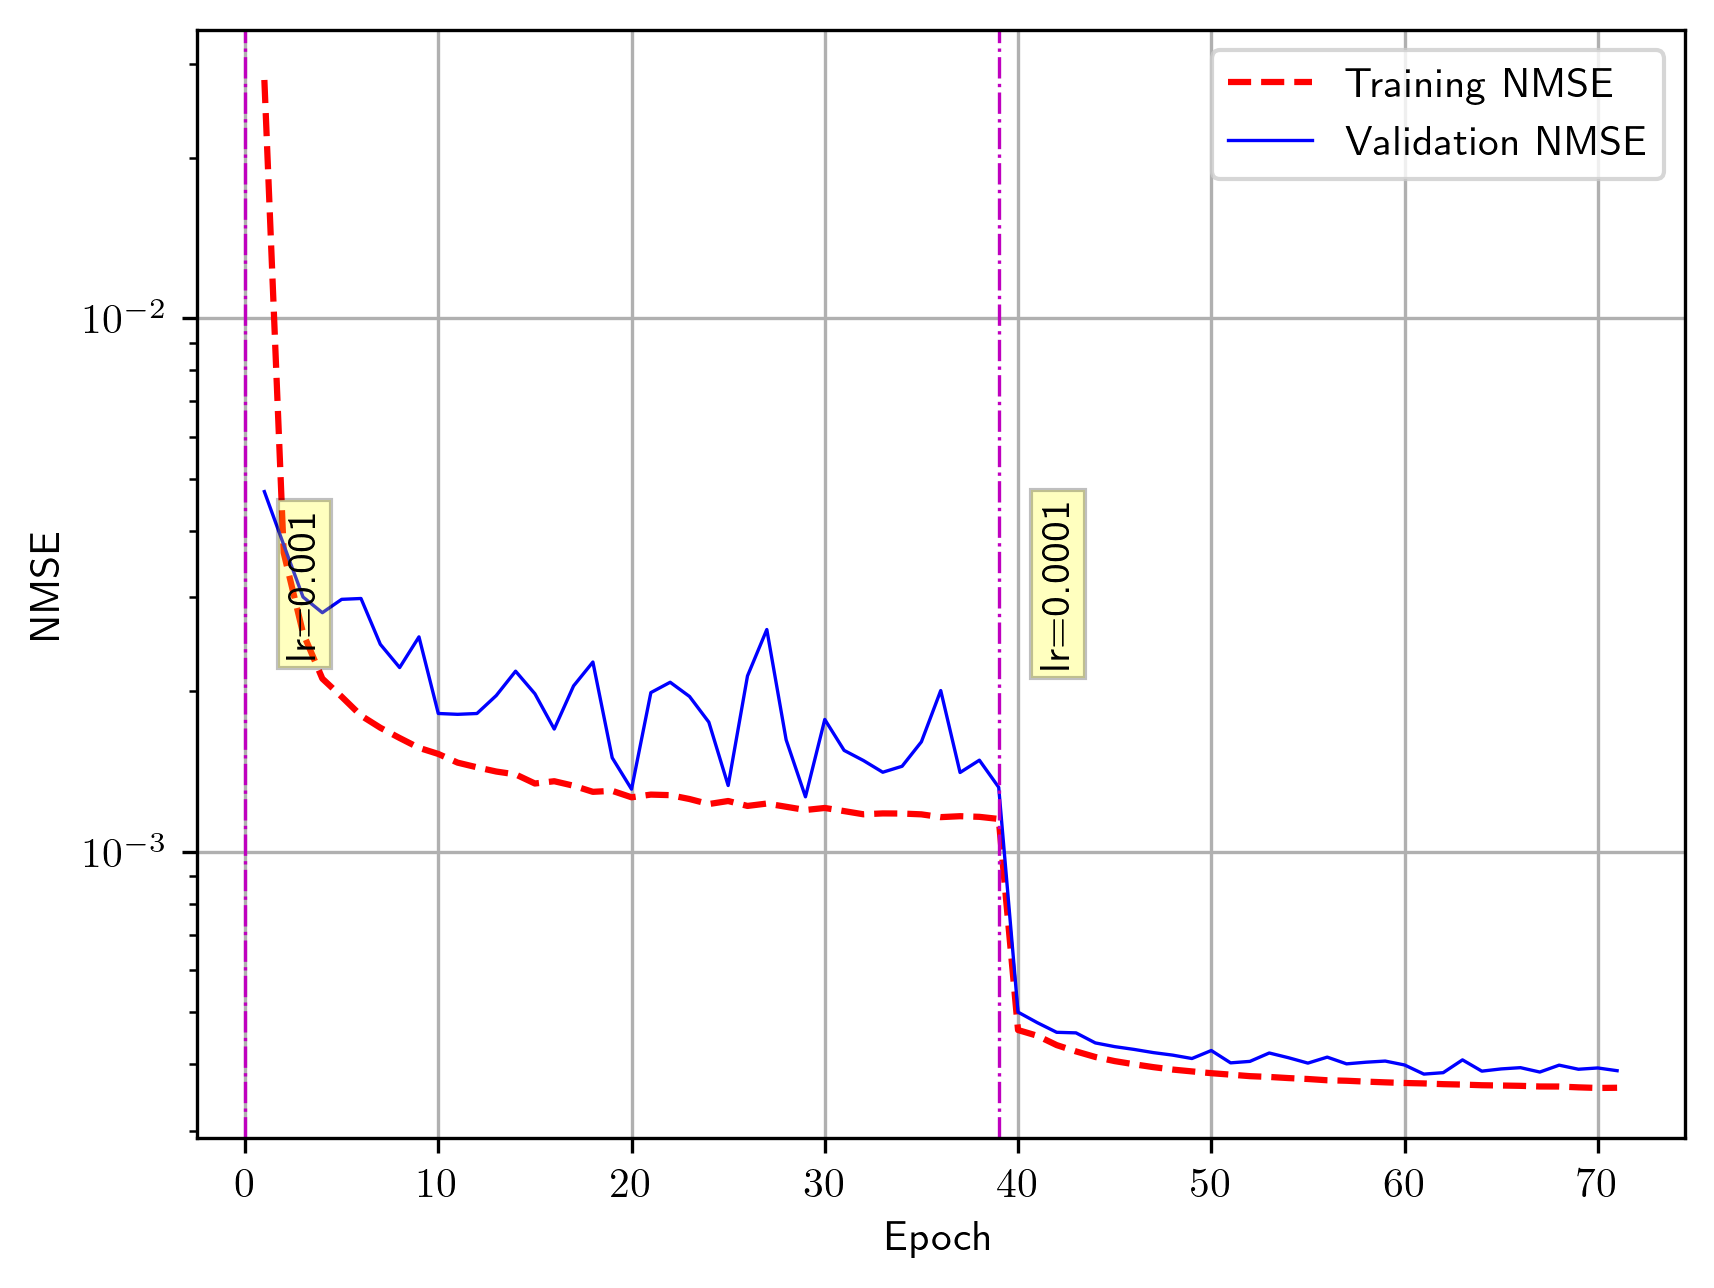 Training NMSE
Validation NMSE
10⁻²
10⁻³
NMSE
lr=0.001
lr=0.0001
0 10 20 30 40 50 60 70
Epoch